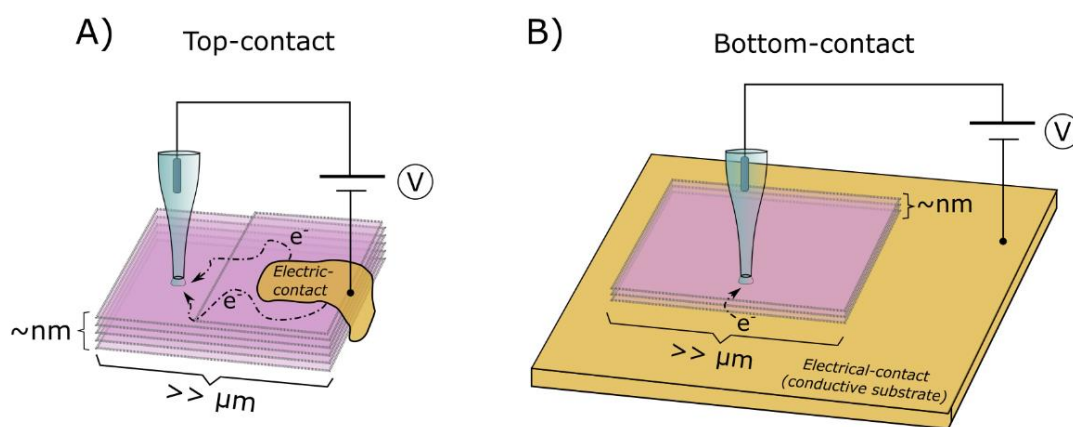 A)
Top-contact
V
e-
Electric-
contact
e-
~nm
>> μm
B)
Bottom-contact
V
~nm
e-
>> μm
Electrical-contact
(conductive substrate)